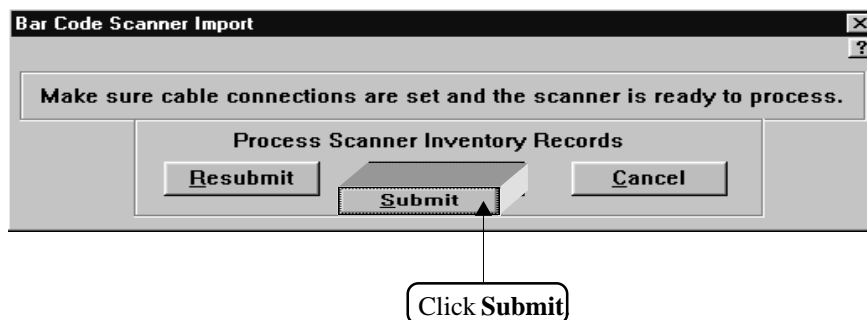 Bar Code Scanner Import
?
Make sure cable connections are set and the scanner is ready to process.
Process Scanner Inventory Records
Resubmit Submit Cancel
Click Submit.